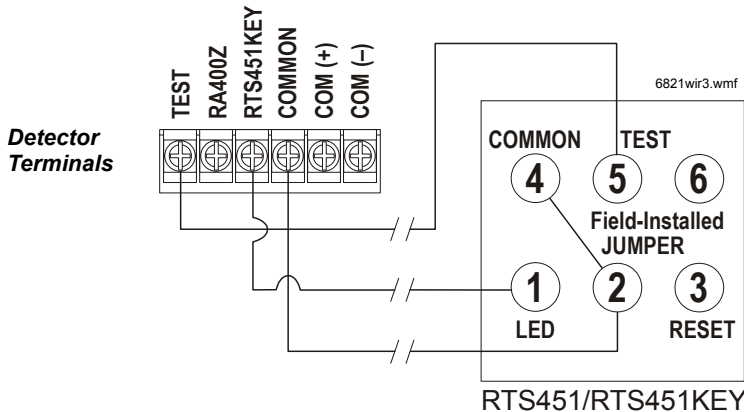 TEST
RA400Z
RTS451KEY
COMMON
COM (+)
COM (–)
Detector
Terminals
6821wir3.wmf
COMMON
TEST
4
5
6
Field-Installed
JUMPER
1
2
3
LED
RESET
RTS451/RTS451KEY